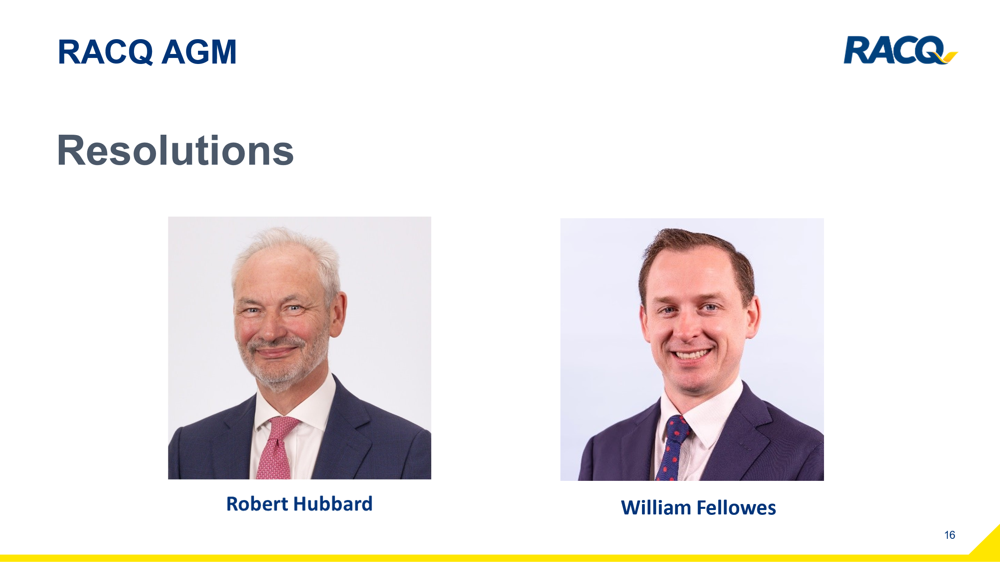 RACQ AGM
RACQ
Resolutions
Robert Hubbard
William Fellowes
16